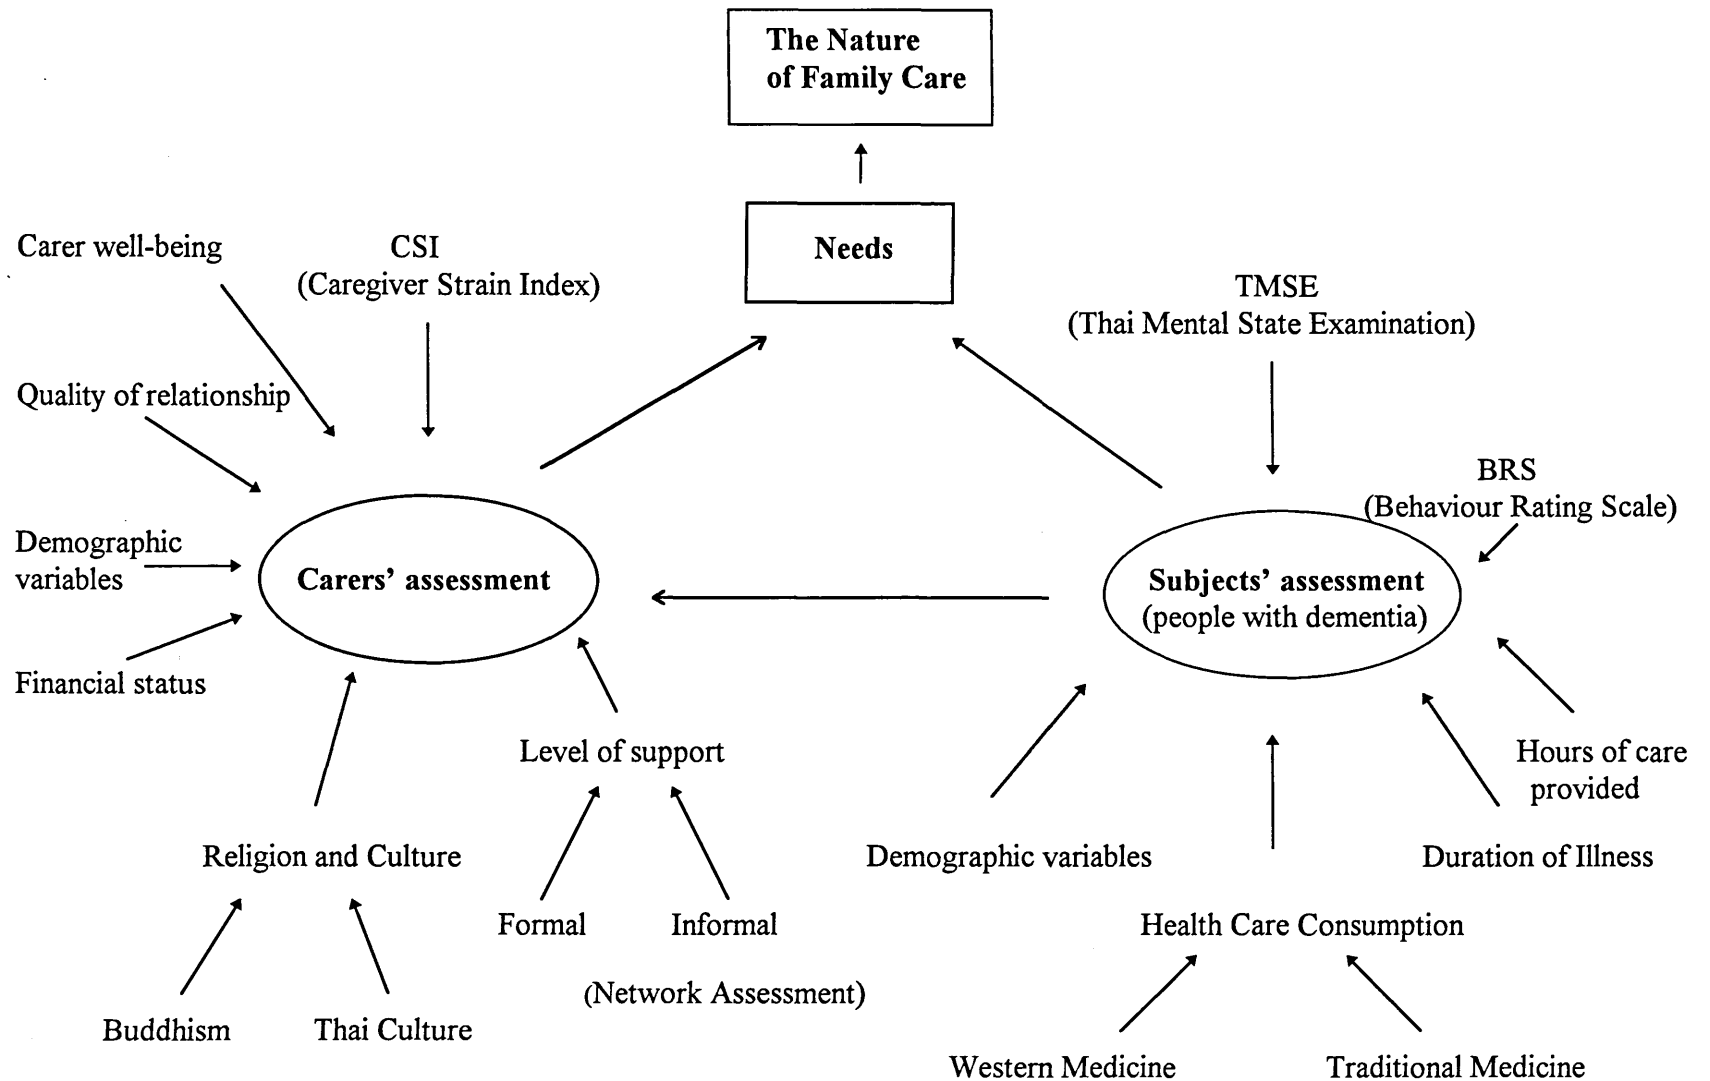 The Nature
of Family Care
Needs
Carer well-being
CSI
(Caregiver Strain Index)
TMSE
(Thai Mental State Examination)
Quality of relationship
BRS
(Behaviour Rating Scale)
Demographic
variables
Carers’ assessment
Subjects’ assessment
(people with dementia)
Financial status
Level of support
Hours of care
provided
Religion and Culture
Demographic variables
Duration of Illness
Formal
Informal
Health Care Consumption
(Network Assessment)
Buddhism
Thai Culture
Western Medicine
Traditional Medicine